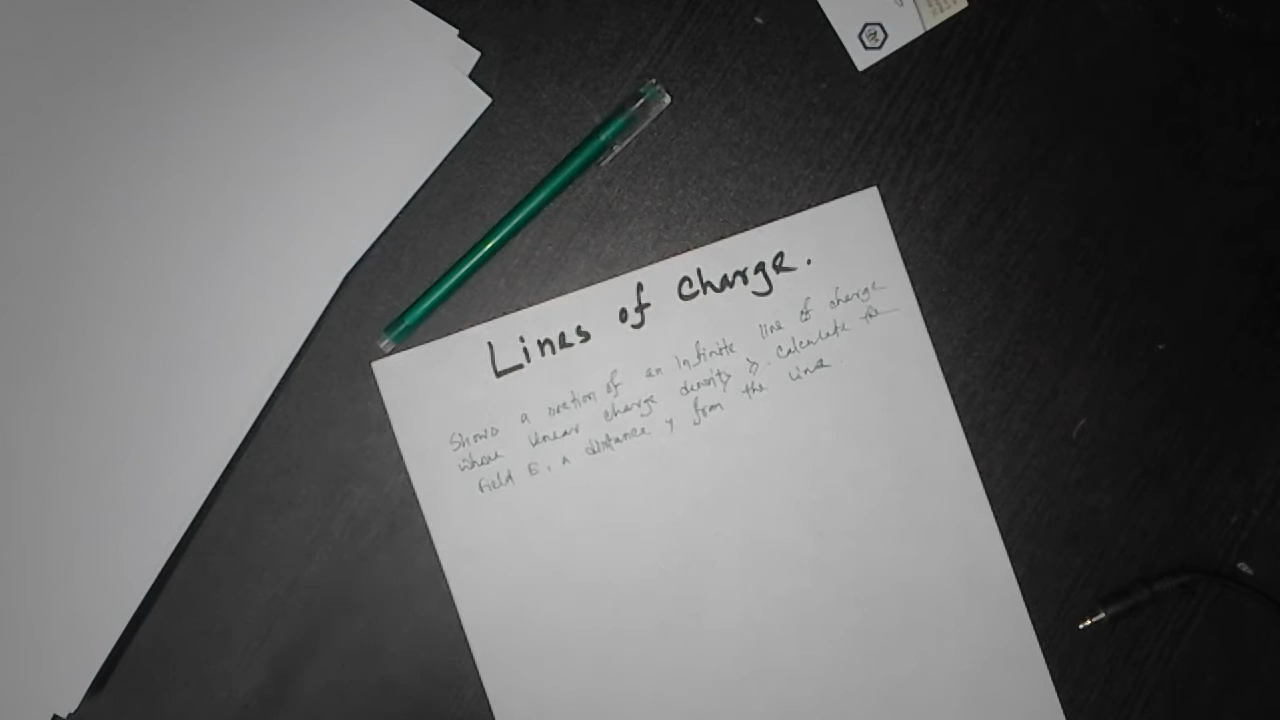 Lines of charge.
Shows a section of an infinite line of charge
whose linear charge density λ. Calculate the
field E, a distance y from the line.